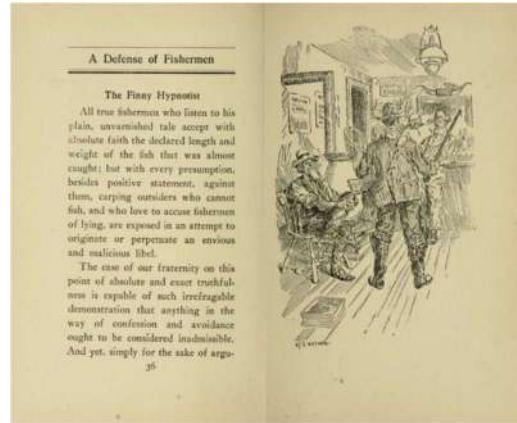 A Defense of Fishermen
The Finny Hypnotist
All true fishermen who listen to his
plain, unvarnished tale accept with
absolute faith the declared length and
weight of the fish that was almost
caught; but with every presumption,
besides positive statement, against
them, carping outsiders who cannot
fish, and who love to accuse fishermen
of lying, are exposed in an attempt to
originate or perpetuate an envious
and malicious libel.
The case of our fraternity on this
point of absolute and exact truthful-
ness is capable of such irrefragable
demonstration that anything in the
way of confession and avoidance
ought to be considered inadmissible.
And yet, simply for the sake of argu-
36